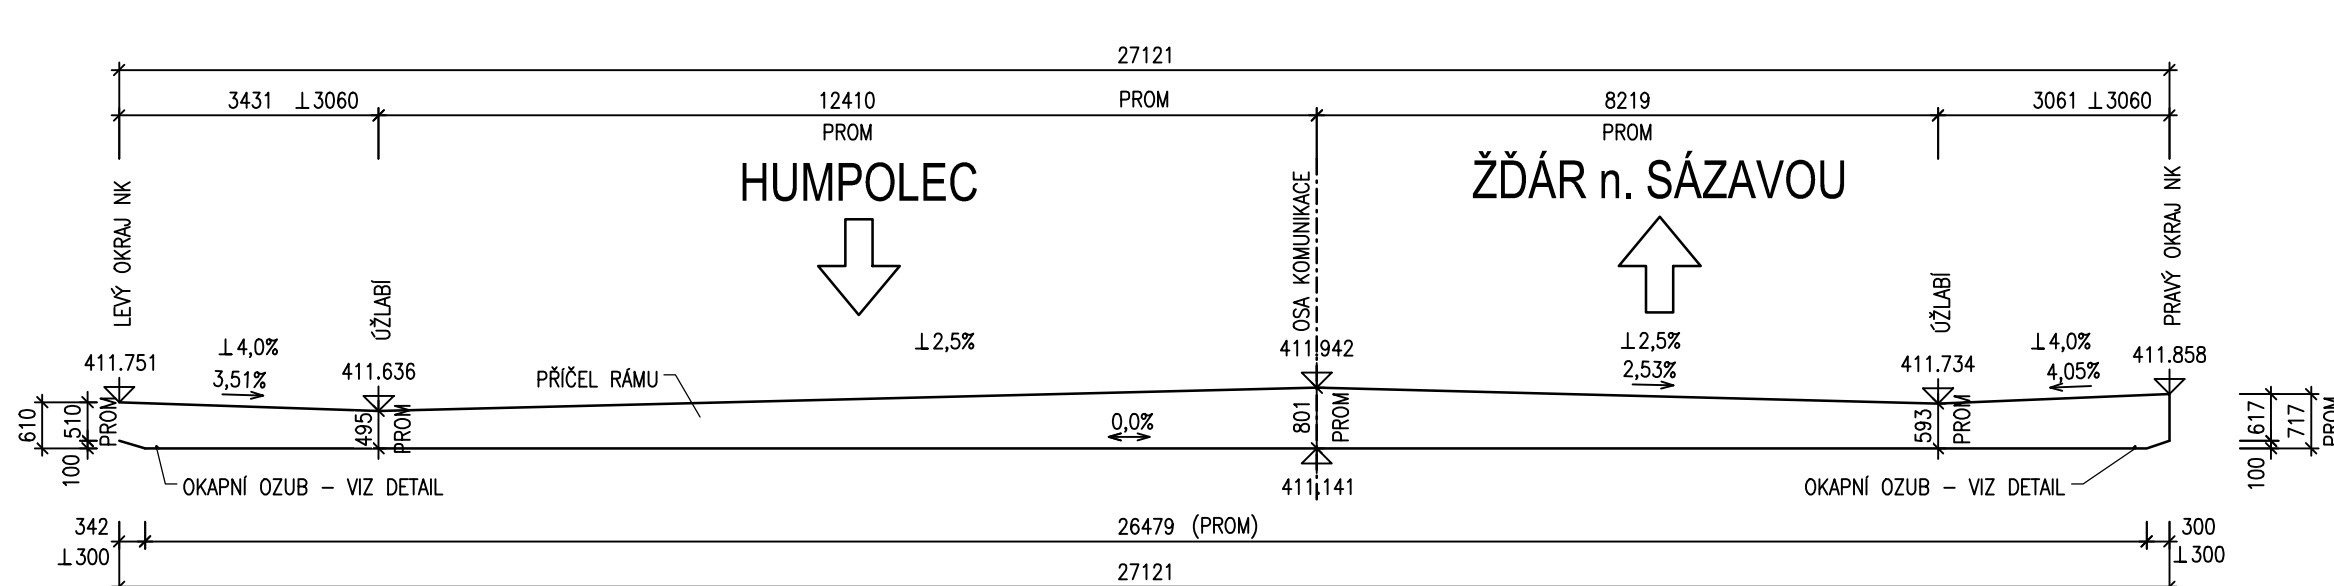 27121
3431 ⊥3060
12410
PROM
PROM
8219
PROM
3061 ⊥3060
HUMPOLEC
ŽĎÁR n. SÁZAVOU
LEVÝ OKRAJ NK
ÚŽLABÍ
OSA KOMUNIKACE
ÚŽLABÍ
PRAVÝ OKRAJ NK
⊥4,0%
3,51%
⊥2,5%
⊥2,5%
2,53%
⊥4,0%
4,05%
411.751
411.636
411.942
411.734
411.858
PŘÍČEL RÁMU
0,0%
610
510
PROM
100
495
PROM
801
PROM
593
PROM
617
717
PROM
100
411.141
OKAPNÍ OZUB – VIZ DETAIL
OKAPNÍ OZUB – VIZ DETAIL
342
⊥300
26479 (PROM)
300
⊥300
27121